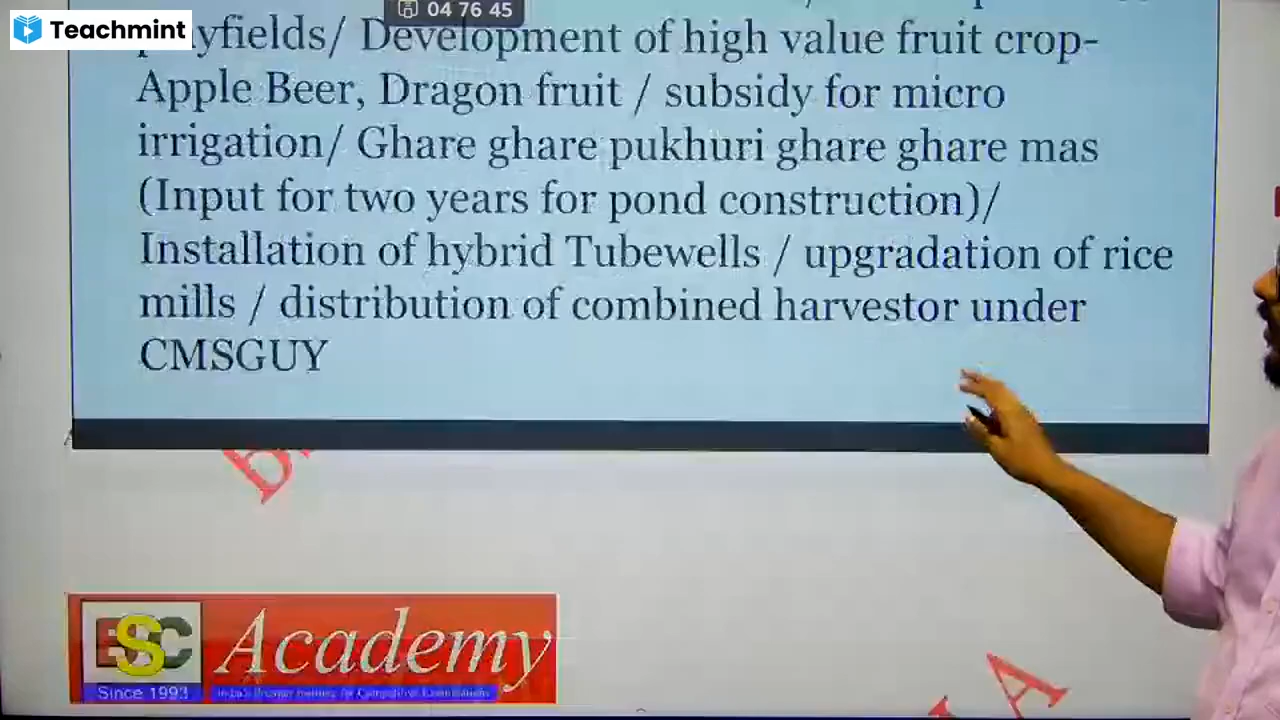 Teachmint
04 76 45
Development of high value fruit crop-
Apple Beer, Dragon fruit / subsidy for micro
irrigation/ Ghare ghare pukhuri ghare ghare mas
(Input for two years for pond construction)/
Installation of hybrid Tubewells / upgradation of rice
mills / distribution of combined harvestor under
CMSGUY
BSC Academy
Since 1993
A